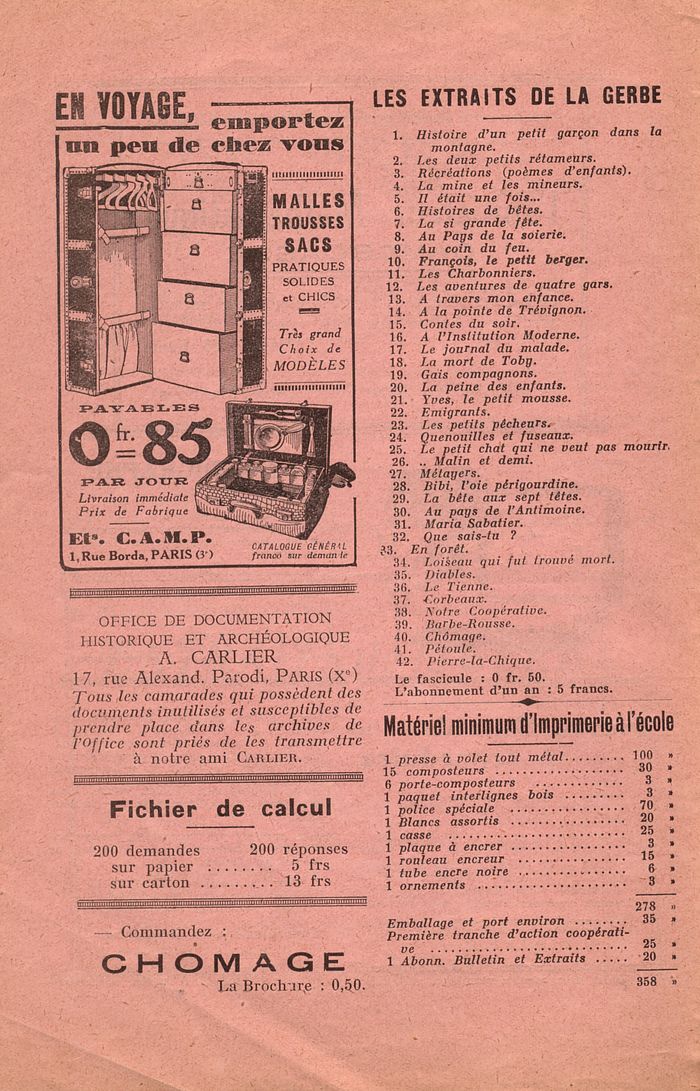 EN VOYAGE,
emportez
un peu de chez vous
MALLES
TROUSSES
SACS
PRATIQUES
SOLIDES
et CHICS
Très grand
Choix de
MODÈLES
PAYABLES
0 fr. = 85
PAR JOUR
Livraison immédiate
Prix de Fabrique
Ets. C.A.M.P.
1, Rue Borda, PARIS (3e)
CATALOGUE GÉNÉRAL
franco sur demande
OFFICE DE DOCUMENTATION
HISTORIQUE ET ARCHÉOLOGIQUE
A. CARLIER
17, rue Alexand. Parodi, PARIS (Xe)
Tous les camarades qui possèdent des
documents inutilisés et susceptibles de
prendre place dans les archives de
l'Office sont priés de les transmettre
à notre ami CARLIER.
Fichier de calcul
200 demandes 200 réponses
sur papier ........ 5 frs
sur carton ......... 13 frs
— Commandez :
CHOMAGE
La Brochure : 0,50.
LES EXTRAITS DE LA GERBE
1. Histoire d'un petit garçon dans la
montagne.
2. Les deux petits rétameurs.
3. Récréations (poèmes d'enfants).
4. La mine et les mineurs.
5. Il était une fois...
6. Histoires de bêtes.
7. La si grande fête.
8. Au Pays de la soierie.
9. Au coin du feu.
10. François, le petit berger.
11. Les Charbonniers.
12. Les aventures de quatre gars.
13. A travers mon enfance.
14. A la pointe de Trévignon.
15. Contes du soir.
16. A l'Institution Moderne.
17. Le journal du malade.
18. La mort de Toby.
19. Gais compagnons.
20. La peine des enfants.
21. Yves, le petit mousse.
22. Emigrants.
23. Les petits pêcheurs.
24. Quenouilles et fuseaux.
25. Le petit chat qui ne veut pas mourir.
26. .. Malin et demi.
27. Métayers.
28. Bibi, l'oie périgourdine.
29. La bête aux sept têtes.
30. Au pays de l'Antimoine.
31. Maria Sabatier.
32. Que sais-tu ?
33. En forêt.
34. Loiseau qui fut trouvé mort.
35. Diables.
36. Le Tienne.
37. Corbeaux.
38. Notre Coopérative.
39. Barbe-Rousse.
40. Chômage.
41. Pétoule.
42. Pierre-la-Chique.
Le fascicule : 0 fr. 50.
L'abonnement d'un an : 5 francs.
Matériel minimum d'Imprimerie à l'école
1 presse à volet tout métal......... 100 »
15 composteurs .................. 30 »
6 porte-composteurs ............ 3 »
1 paquet interlignes bois ......... 3 »
1 police spéciale ................ 70 »
1 Blancs assortis ................ 20 »
1 casse ........................ 25 »
1 plaque à encrer ................ 3 »
1 rouleau encreur ................ 15 »
1 tube encre noire ................ 6 »
1 ornements .................... 3 »
278 »
Emballage et port environ ........ 35 »
Première tranche d'action coopérati-
ve ........................ 25 »
1 Abonn. Bulletin et Extraits ..... 20 »
358 »